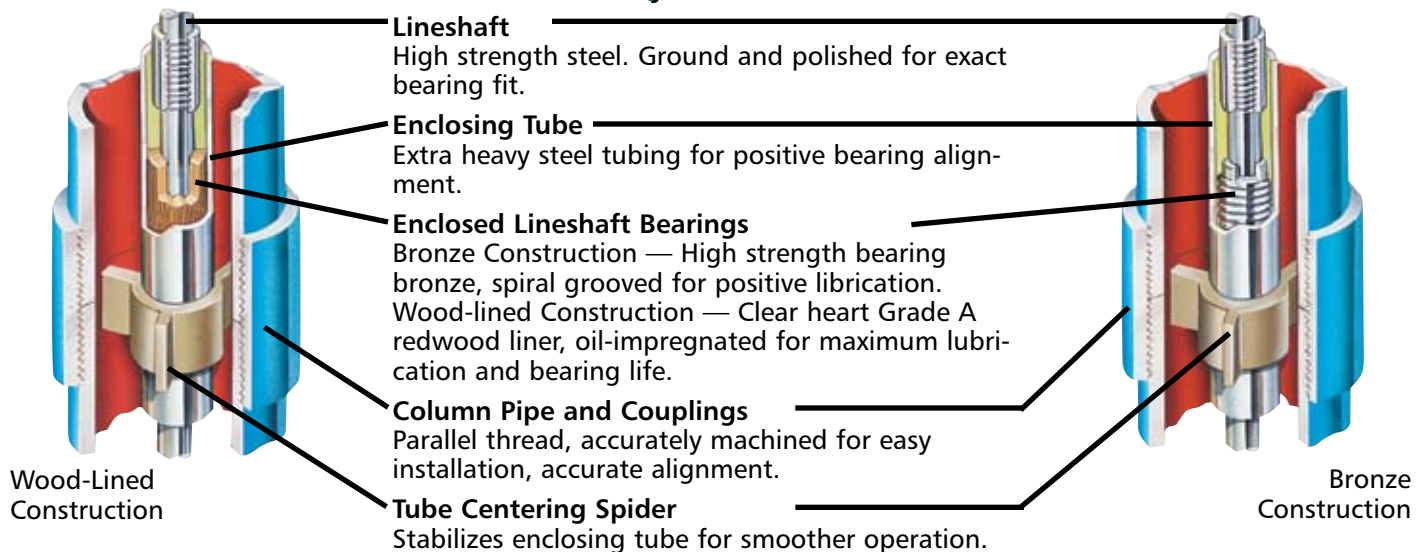 Lineshaft
High strength steel. Ground and polished for exact
bearing fit.
Enclosing Tube
Extra heavy steel tubing for positive bearing align-
ment.
Enclosed Lineshaft Bearings
Bronze Construction — High strength bearing
bronze, spiral grooved for positive librication.
Wood-lined Construction — Clear heart Grade A
redwood liner, oil-impregnated for maximum lubri-
cation and bearing life.
Column Pipe and Couplings
Parallel thread, accurately machined for easy
installation, accurate alignment.
Tube Centering Spider
Stabilizes enclosing tube for smoother operation.
Wood-Lined
Construction
Bronze
Construction